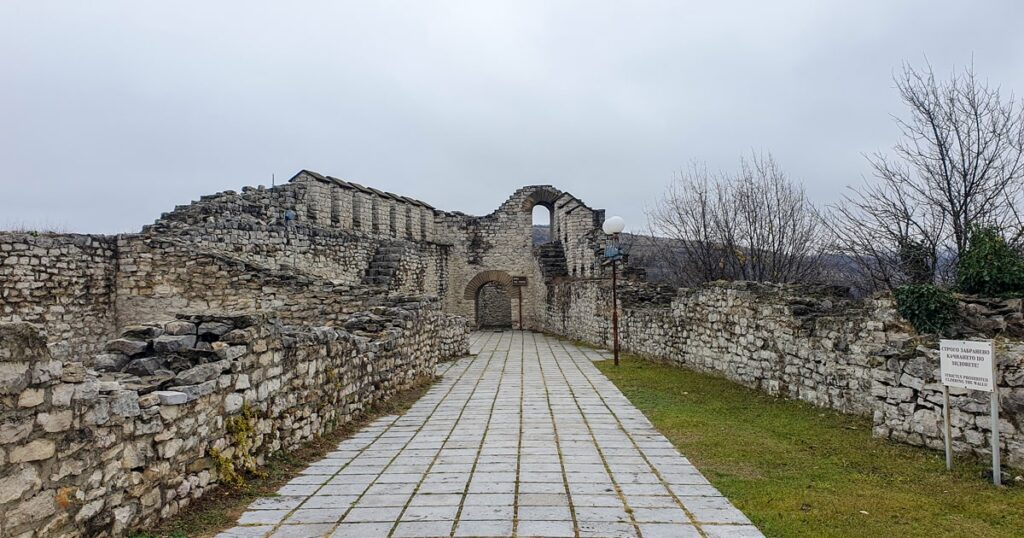 СТРОГО ЗАБРАНЕНО
КАЧВАНЕТО ПО
ЗИДОВЕТЕ!
STRICTLY PROHIBITED
CLIMBING THE WALLS!